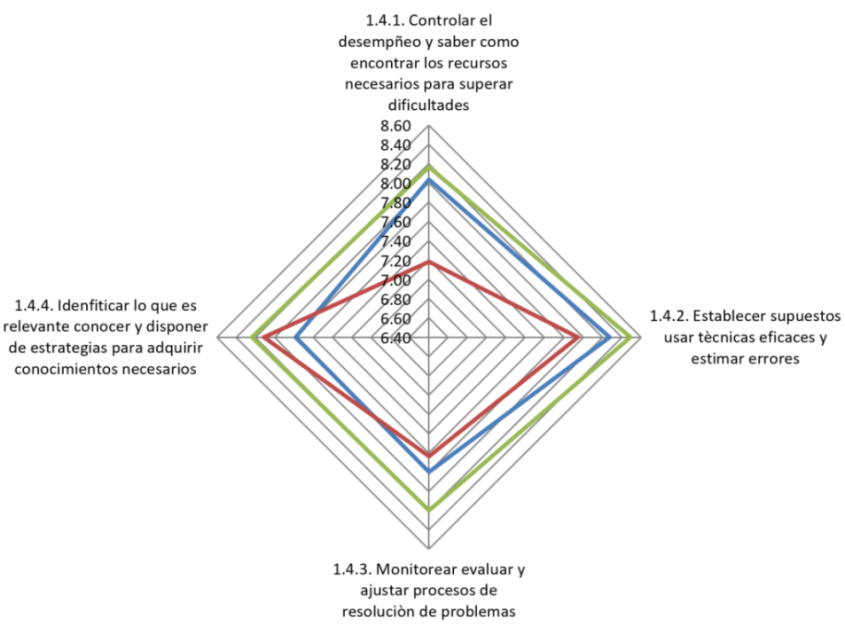 1.4.1. Controlar el
desempñeo y saber como
encontrar los recursos
necesarios para superar
dificultades
8.60
8.40
8.20
8.00
7.80
7.60
7.40
7.20
7.00
6.80
6.60
6.40
1.4.4. Idenfiticar lo que es
relevante conocer y disponer
de estrategias para adquirir
conocimientos necesarios
1.4.2. Establecer supuestos
usar tècnicas eficaces y
estimar errores
1.4.3. Monitorear evaluar y
ajustar procesos de
resoluciòn de problemas